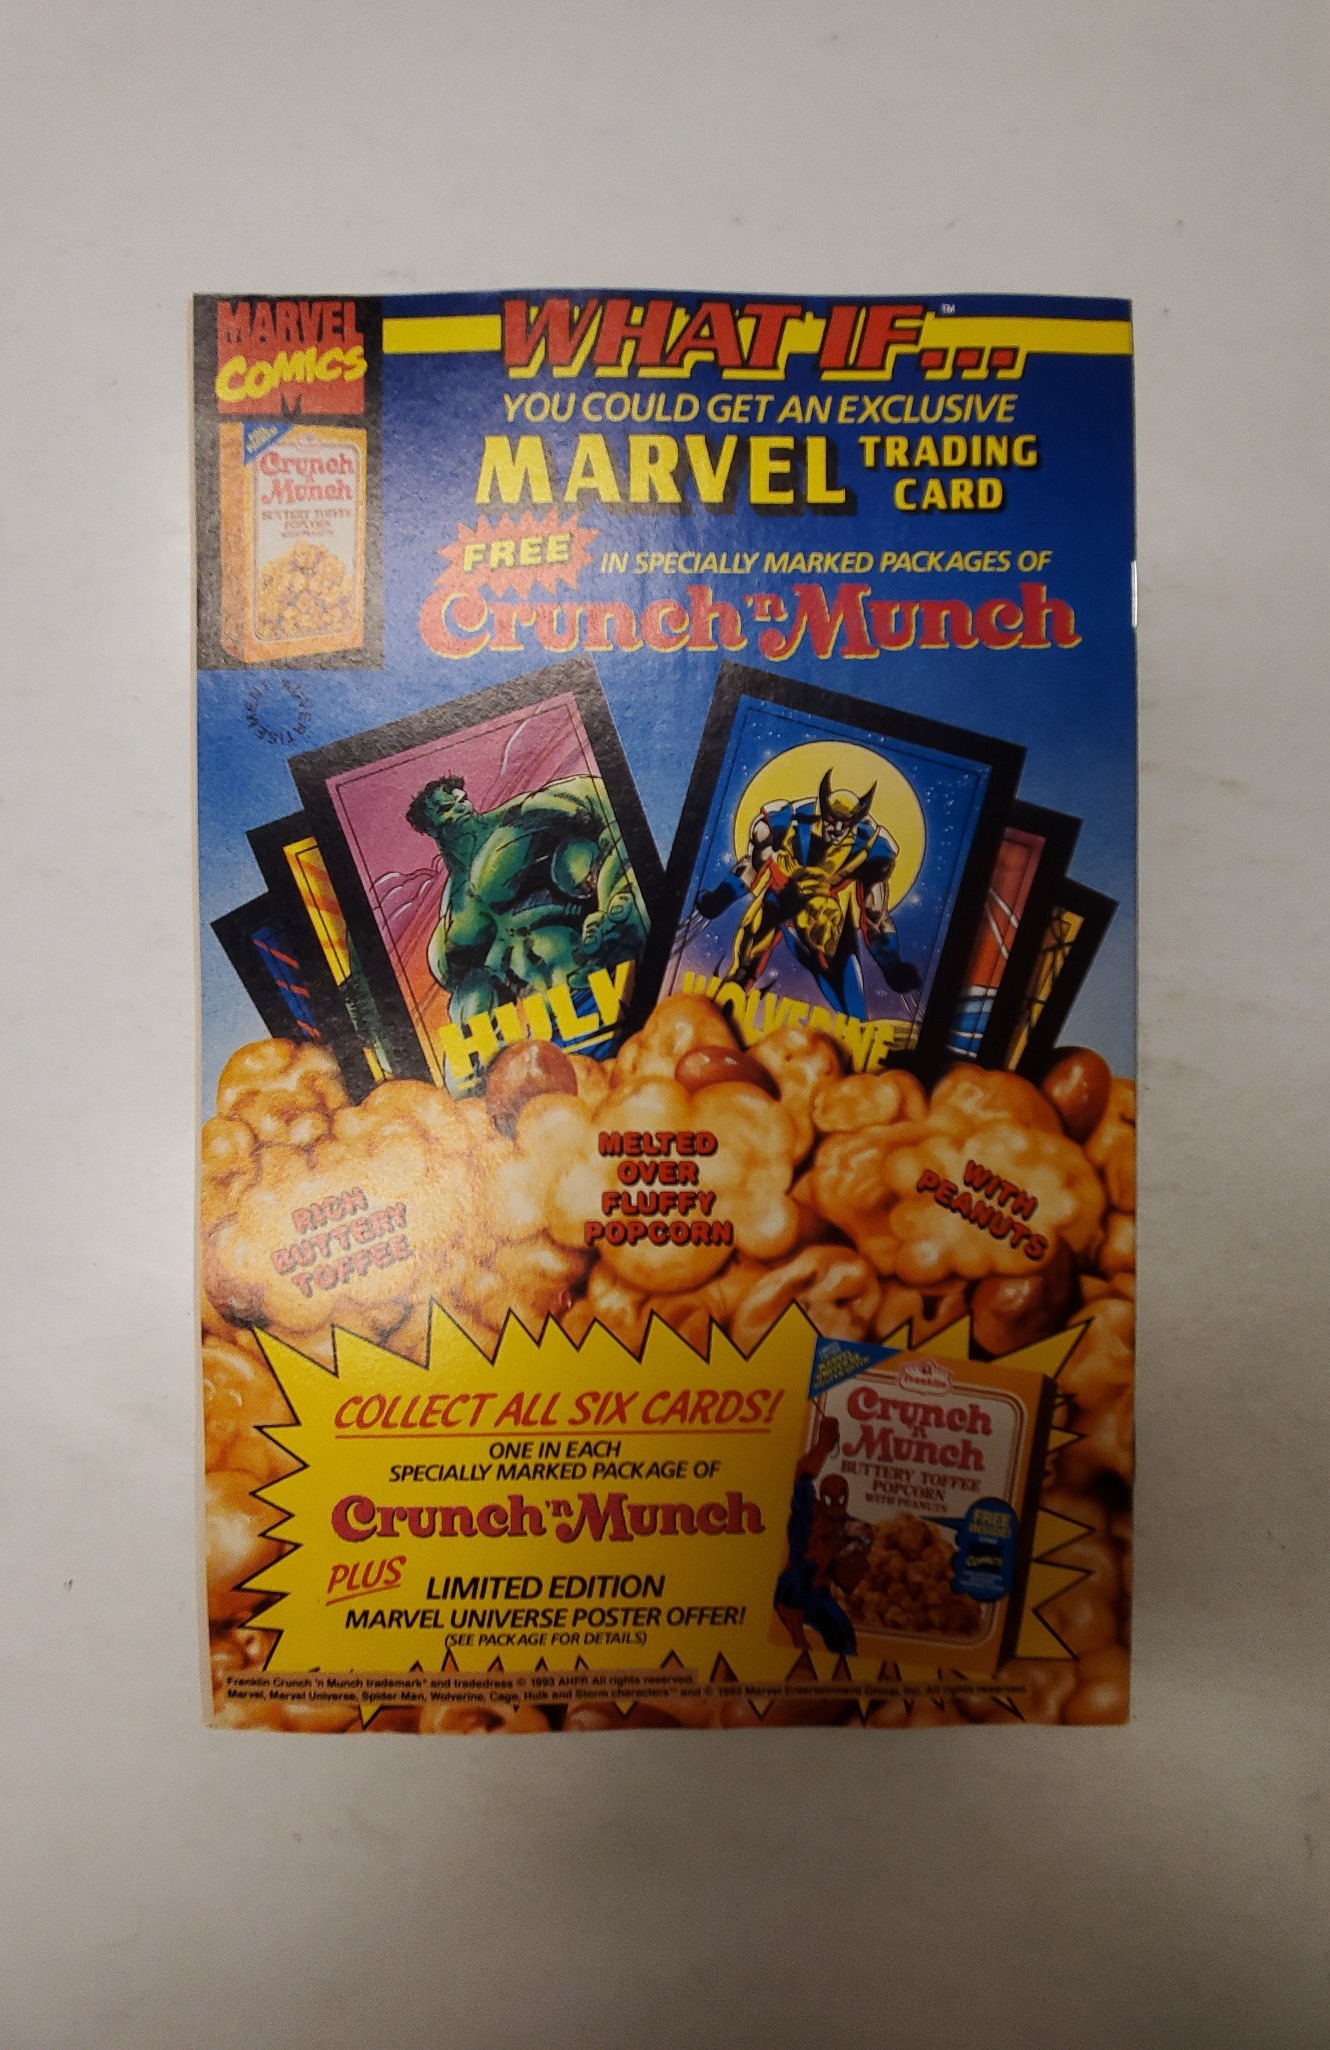 MARVEL
COMICS
WHAT IF...™
YOU COULD GET AN EXCLUSIVE
MARVEL TRADING
CARD
FREE IN SPECIALLY MARKED PACKAGES OF
Crunch 'n Munch
Crunch
'n
Munch
BUTTERY TOFFEE
POPCORN
WITH PEANUTS
ADVERTISEMENT
HULK
WOLVERINE
RICH
BUTTERY
TOFFEE
MELTED
OVER
FLUFFY
POPCORN
WITH
PEANUTS
COLLECT ALL SIX CARDS!
ONE IN EACH
SPECIALLY MARKED PACKAGE OF
Crunch 'n Munch
PLUS LIMITED EDITION
MARVEL UNIVERSE POSTER OFFER!
(SEE PACKAGE FOR DETAILS)
Franklin
Crunch
'n
Munch
BUTTERY TOFFEE
POPCORN
WITH PEANUTS
FREE
INSIDE!
COMICS
Franklin Crunch 'n Munch trademark* and tradedress © 1993 AHFP. All rights reserved.
Marvel, Marvel Universe, Spider-Man, Wolverine, Cage, Hulk and Storm characters™ and © 1993 Marvel Entertainment Group, Inc. All rights reserved.